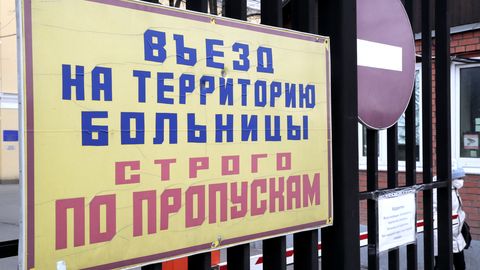 ВЪЕЗД
НА ТЕРРИТОРИЮ
БОЛЬНИЦЫ
СТРОГО
ПО ПРОПУСКАМ